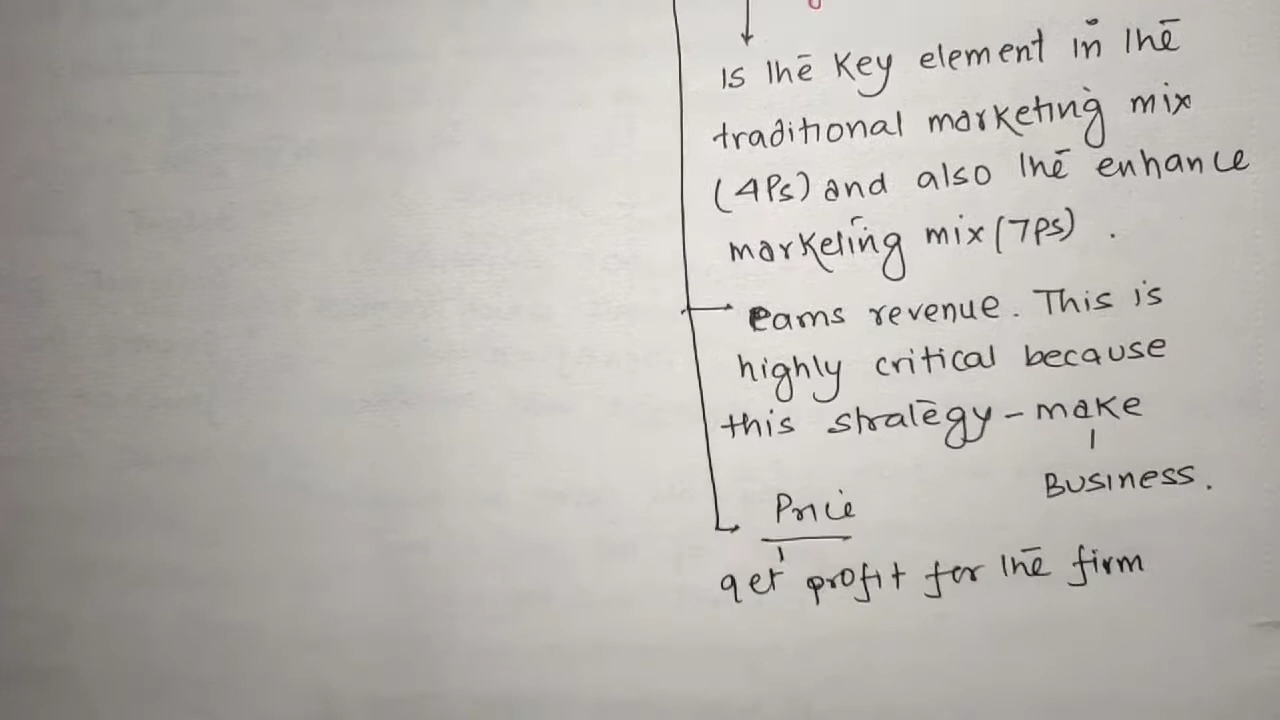 Is the key element in the
traditional marketing mix
(4Ps) and also the enhance
marketing mix (7Ps) .
earns revenue. This is
highly critical because
this strategy - make
Business.
Price
get profit for the firm